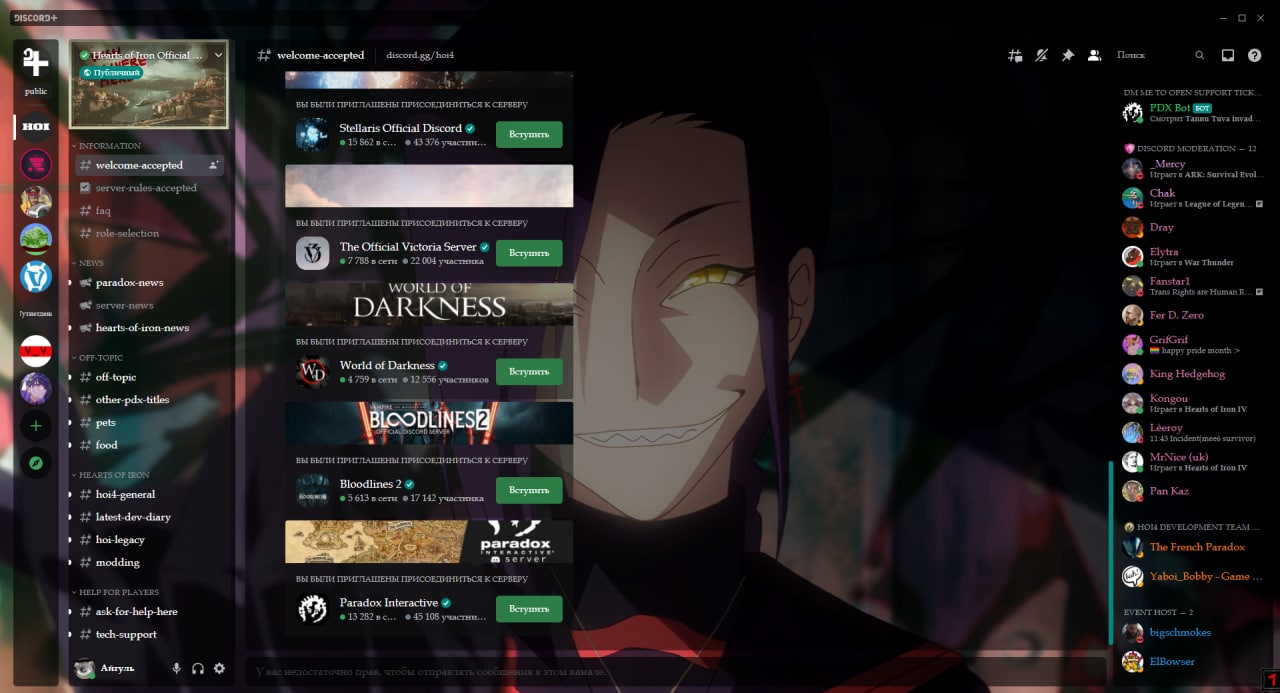 DISCORD+
public
HOI
Hearts of Iron Official ...
Публичный
INFORMATION
welcome-accepted
server-rules-accepted
faq
role-selection
NEWS
paradox-news
server-news
hearts-of-iron-news
OFF-TOPIC
off-topic
other-pdx-titles
pets
food
HEARTS OF IRON
hoi4-general
latest-dev-diary
hoi-legacy
modding
HELP FOR PLAYERS
ask-for-help-here
tech-support
Айгуль
welcome-accepted
discord.gg/hoi4
Поиск
ВЫ БЫЛИ ПРИГЛАШЕНЫ ПРИСОЕДИНИТЬСЯ К СЕРВЕРУ
Stellaris Official Discord
15 862 в с... 43 376 участни...
Вступить
ВЫ БЫЛИ ПРИГЛАШЕНЫ ПРИСОЕДИНИТЬСЯ К СЕРВЕРУ
The Official Victoria Server
7 788 в сети 22 004 участника
Вступить
WORLD OF
DARKNESS
ВЫ БЫЛИ ПРИГЛАШЕНЫ ПРИСОЕДИНИТЬСЯ К СЕРВЕРУ
WD
World of Darkness
4 759 в сети 12 556 участников
Вступить
BLOODLINES 2
OFFICIAL DISCORD SERVER
ВЫ БЫЛИ ПРИГЛАШЕНЫ ПРИСОЕДИНИТЬСЯ К СЕРВЕРУ
Bloodlines 2
5 613 в сети 17 142 участника
Вступить
paradox
INTERACTIVE
server
ВЫ БЫЛИ ПРИГЛАШЕНЫ ПРИСОЕДИНИТЬСЯ К СЕРВЕРУ
Paradox Interactive
13 282 в с... 45 108 участни...
Вступить
У вас недостаточно прав, чтобы отправлять сообщения в этом канале.
DM ME TO OPEN SUPPORT TICK...
PDX Bot БОТ
Смотрит Tannu Tuva invad...
DISCORD MODERATION — 12
_Mercy
Играет в ARK: Survival Evol...
Chak
Играет в League of Legen...
Dray
Elytra
Играет в War Thunder
Fanstar1
Trans Rights are Human R...
Fer D. Zero
GrifGrif
happy pride month :>
King Hedgehog
Kongou
Играет в Hearts of Iron IV
Lèeroy
11:43 Incident(mee6 survivor)
MrNice (uk)
Играет в Hearts of Iron IV
Pan Kaz
HOI4 DEVELOPMENT TEAM ...
The French Paradox
Yaboi_Bobby - Game ...
EVENT HOST — 2
bigschmokes
ElBowser
1